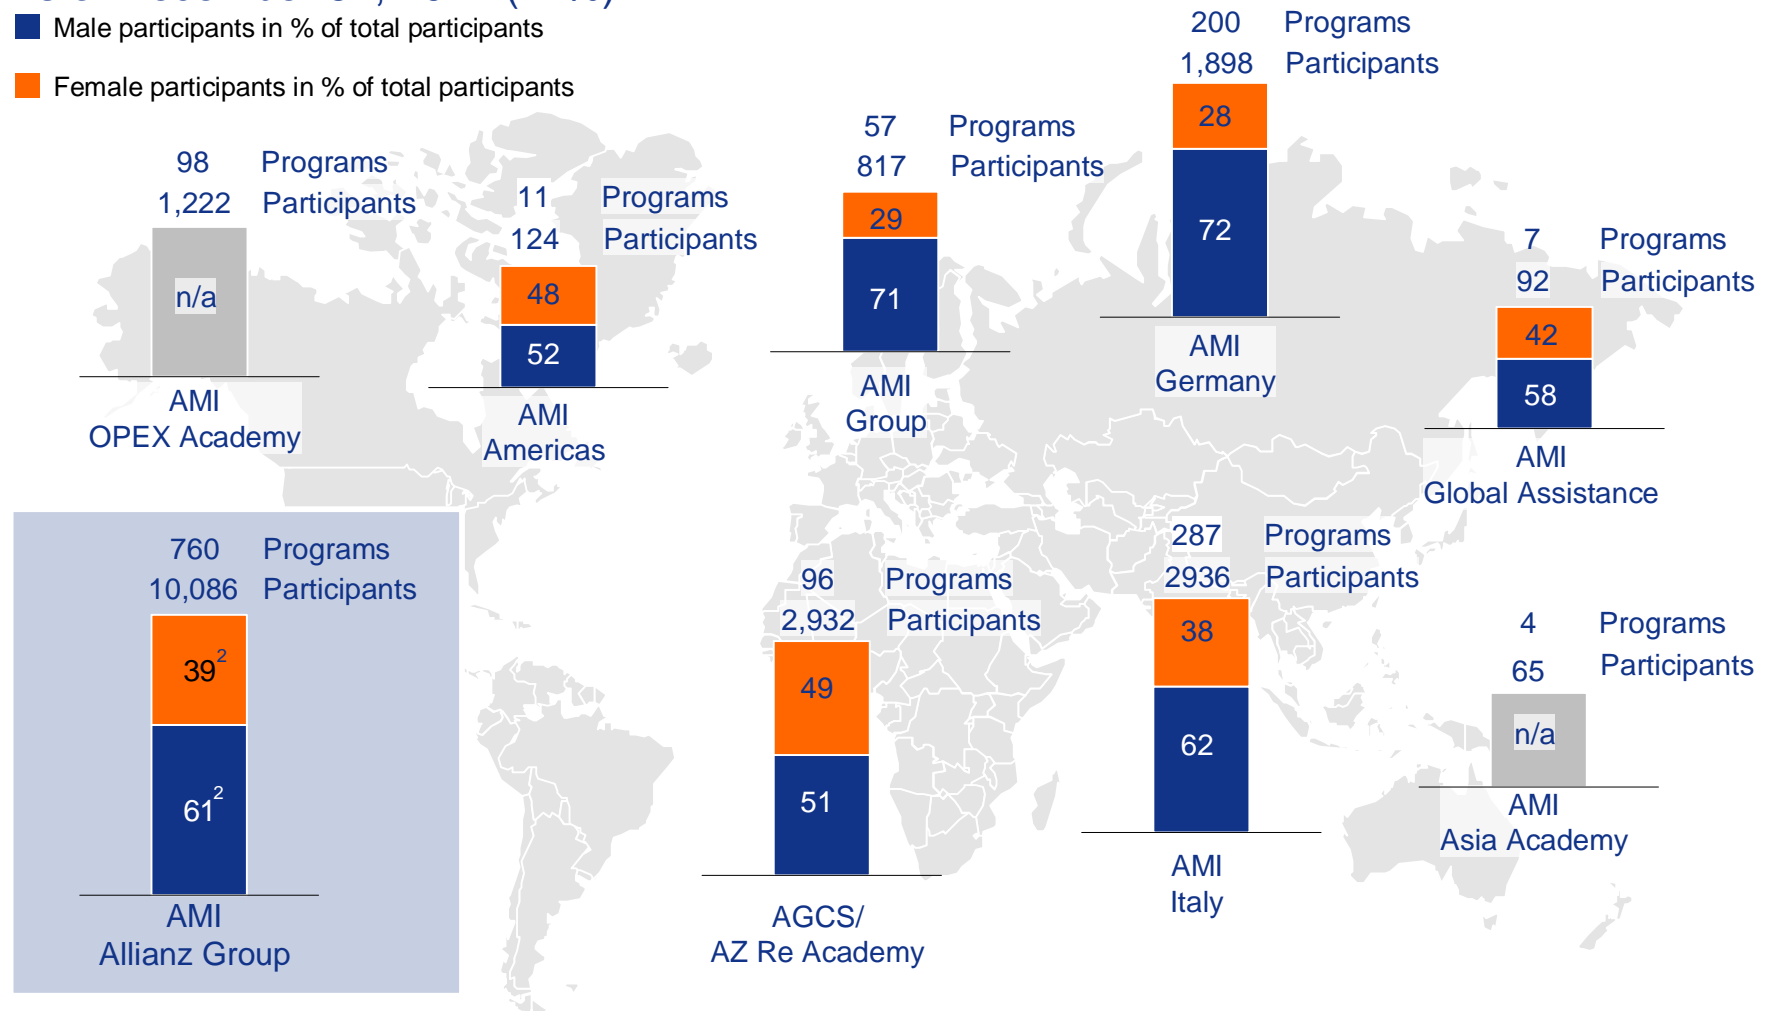 Male participants in % of total participants
Female participants in % of total participants
98 Programs
1,222 Participants
n/a
AMI
OPEX Academy
11 Programs
124 Participants
48
52
AMI
Americas
57 Programs
817 Participants
29
71
AMI
Group
200 Programs
1,898 Participants
28
72
AMI
Germany
7 Programs
92 Participants
42
58
AMI
Global Assistance
760 Programs
10,086 Participants
39²
61²
AMI
Allianz Group
96 Programs
2,932 Participants
49
51
AGCS/
AZ Re Academy
287 Programs
2936 Participants
38
62
AMI
Italy
4 Programs
65 Participants
n/a
AMI
Asia Academy